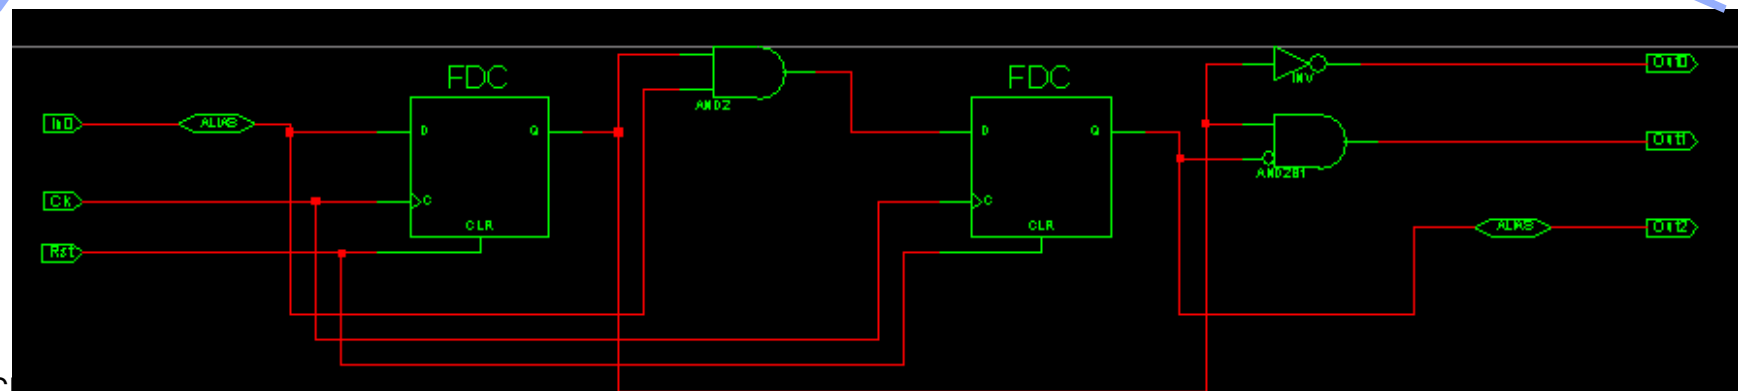 FDC
FDC
INV
Out0
AND2
In0
ALIAS
D
Q
D
Q
Out1
AND2B1
Ck
C
C
CLR
CLR
ALIAS
Out2
Rst